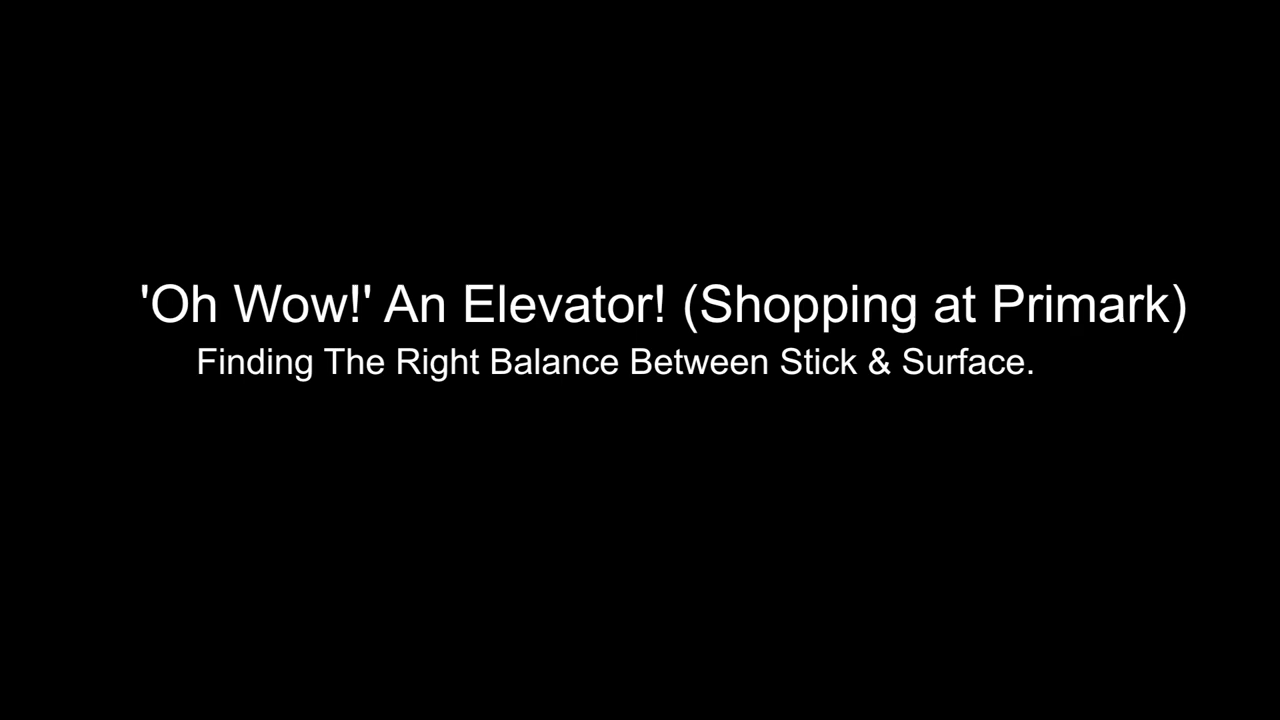 'Oh Wow!' An Elevator! (Shopping at Primark)
Finding The Right Balance Between Stick & Surface.